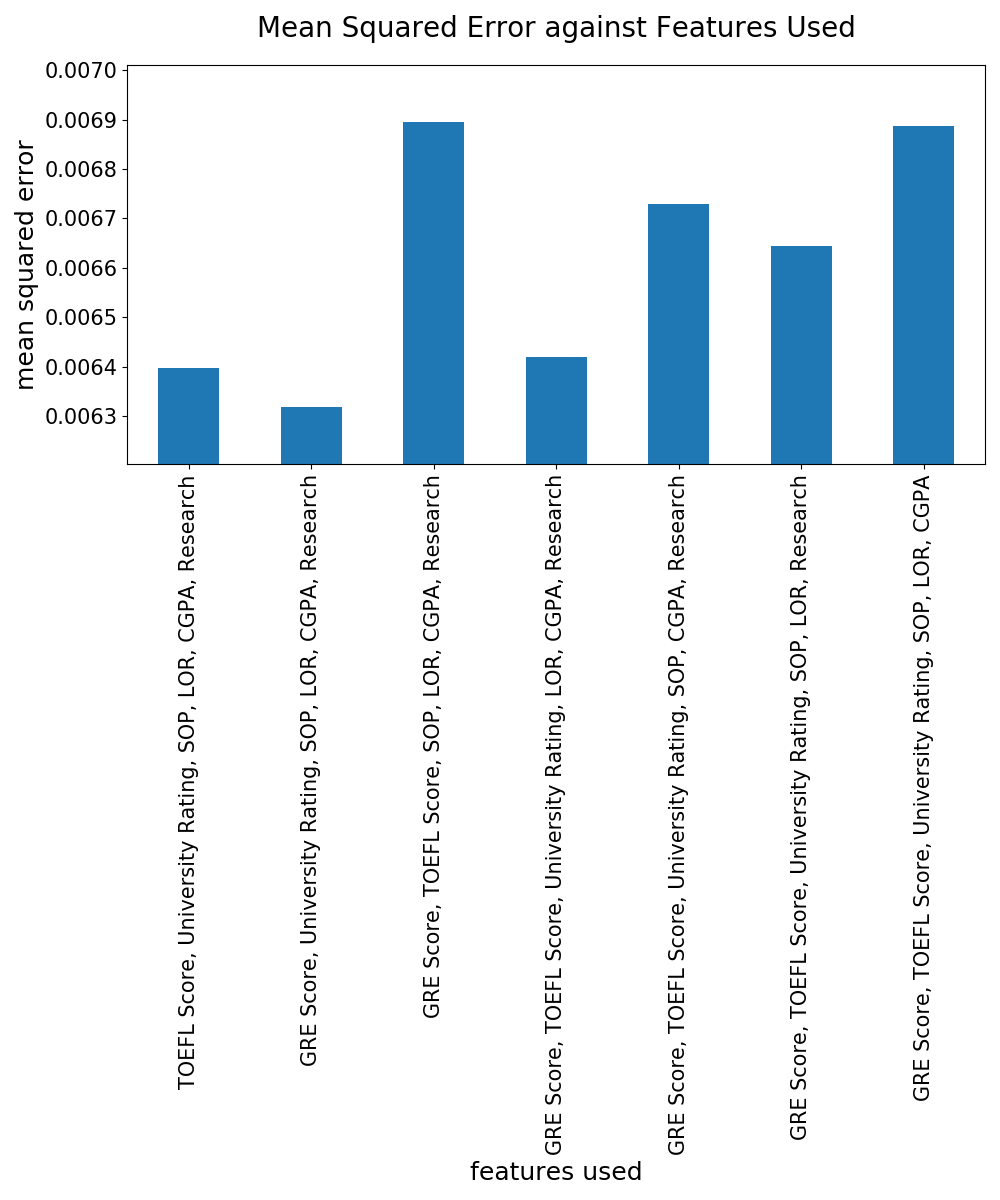 Mean Squared Error against Features Used
mean squared error
0.0070
0.0069
0.0068
0.0067
0.0066
0.0065
0.0064
0.0063
TOEFL Score, University Rating, SOP, LOR, CGPA, Research
GRE Score, University Rating, SOP, LOR, CGPA, Research
GRE Score, TOEFL Score, SOP, LOR, CGPA, Research
GRE Score, TOEFL Score, University Rating, LOR, CGPA, Research
GRE Score, TOEFL Score, University Rating, SOP, CGPA, Research
GRE Score, TOEFL Score, University Rating, SOP, LOR, Research
GRE Score, TOEFL Score, University Rating, SOP, LOR, CGPA
features used